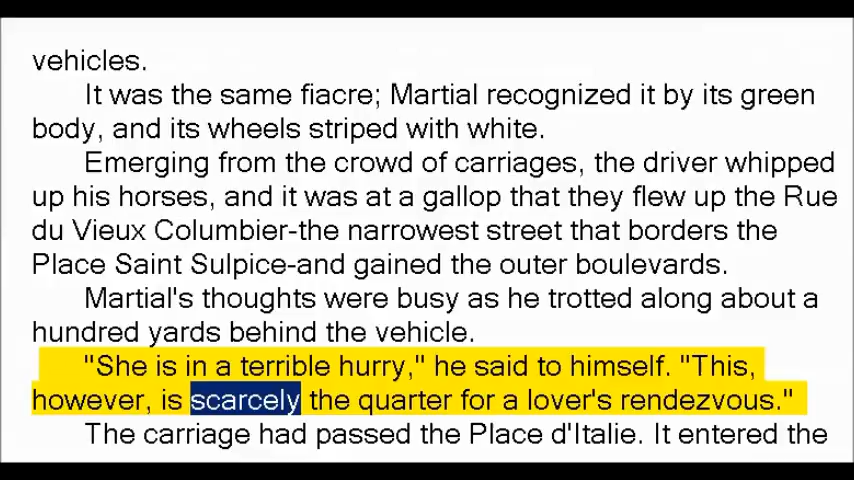 vehicles.
It was the same fiacre; Martial recognized it by its green
body, and its wheels striped with white.
Emerging from the crowd of carriages, the driver whipped
up his horses, and it was at a gallop that they flew up the Rue
du Vieux Columbier-the narrowest street that borders the
Place Saint Sulpice-and gained the outer boulevards.
Martial's thoughts were busy as he trotted along about a
hundred yards behind the vehicle.
"She is in a terrible hurry," he said to himself. "This,
however, is scarcely the quarter for a lover's rendezvous."
The carriage had passed the Place d'Italie. It entered the